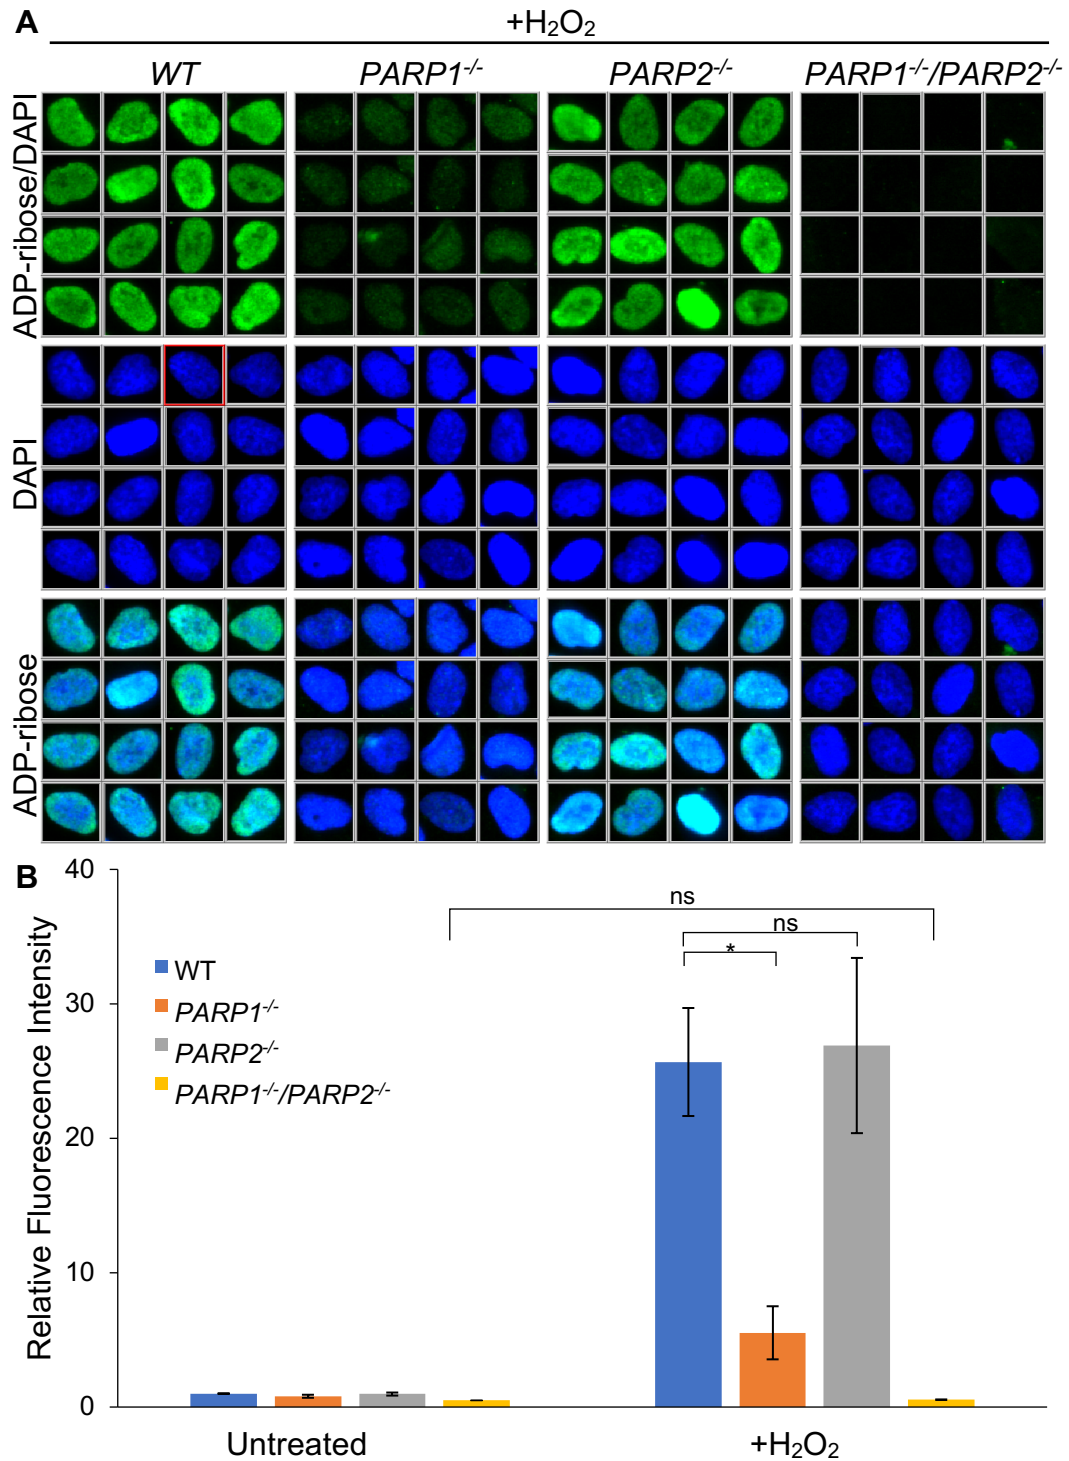 A
+H₂O₂
WT PARP1⁻/⁻ PARP2⁻/⁻ PARP1⁻/⁻/PARP2⁻/⁻
ADP-ribose/DAPI
DAPI
ADP-ribose
B
40
30
20
10
0
Relative Fluorescence Intensity
WT
PARP1⁻/⁻
PARP2⁻/⁻
PARP1⁻/⁻/PARP2⁻/⁻
ns
ns
*
Untreated +H₂O₂